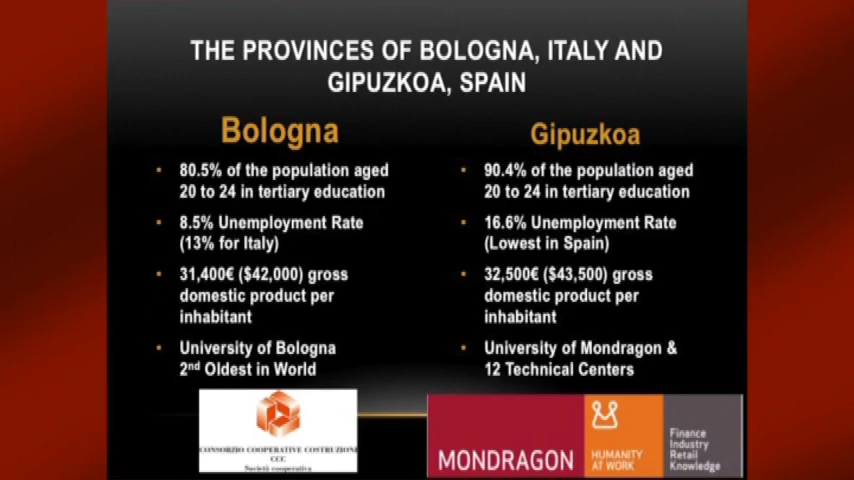 THE PROVINCES OF BOLOGNA, ITALY AND
GIPUZKOA, SPAIN
Bologna
80.5% of the population aged
20 to 24 in tertiary education
8.5% Unemployment Rate
(13% for Italy)
31,400€ ($42,000) gross
domestic product per
inhabitant
University of Bologna
2nd Oldest in World
CONSORZIO COOPERATIVE COSTRUZIONI
CCC
Società cooperativa
Gipuzkoa
90.4% of the population aged
20 to 24 in tertiary education
16.6% Unemployment Rate
(Lowest in Spain)
32,500€ ($43,500) gross
domestic product per
inhabitant
University of Mondragon &
12 Technical Centers
MONDRAGON
HUMANITY
AT WORK
Finance
Industry
Retail
Knowledge